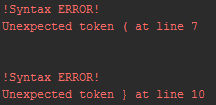 !Syntax ERROR!
Unexpected token ( at line 7
!Syntax ERROR!
Unexpected token } at line 10